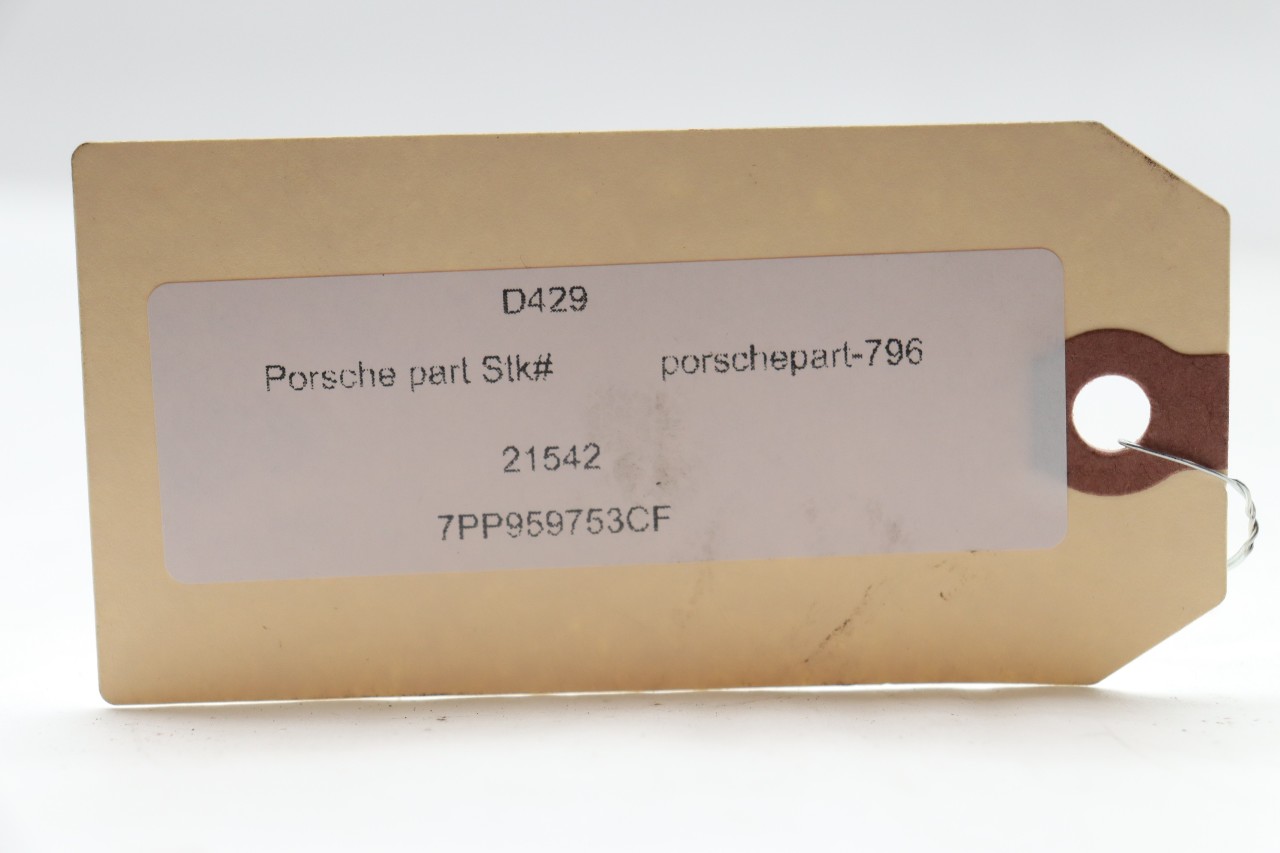 D429
Porsche part Stk# porschepart-796
21542
7PP959753CF